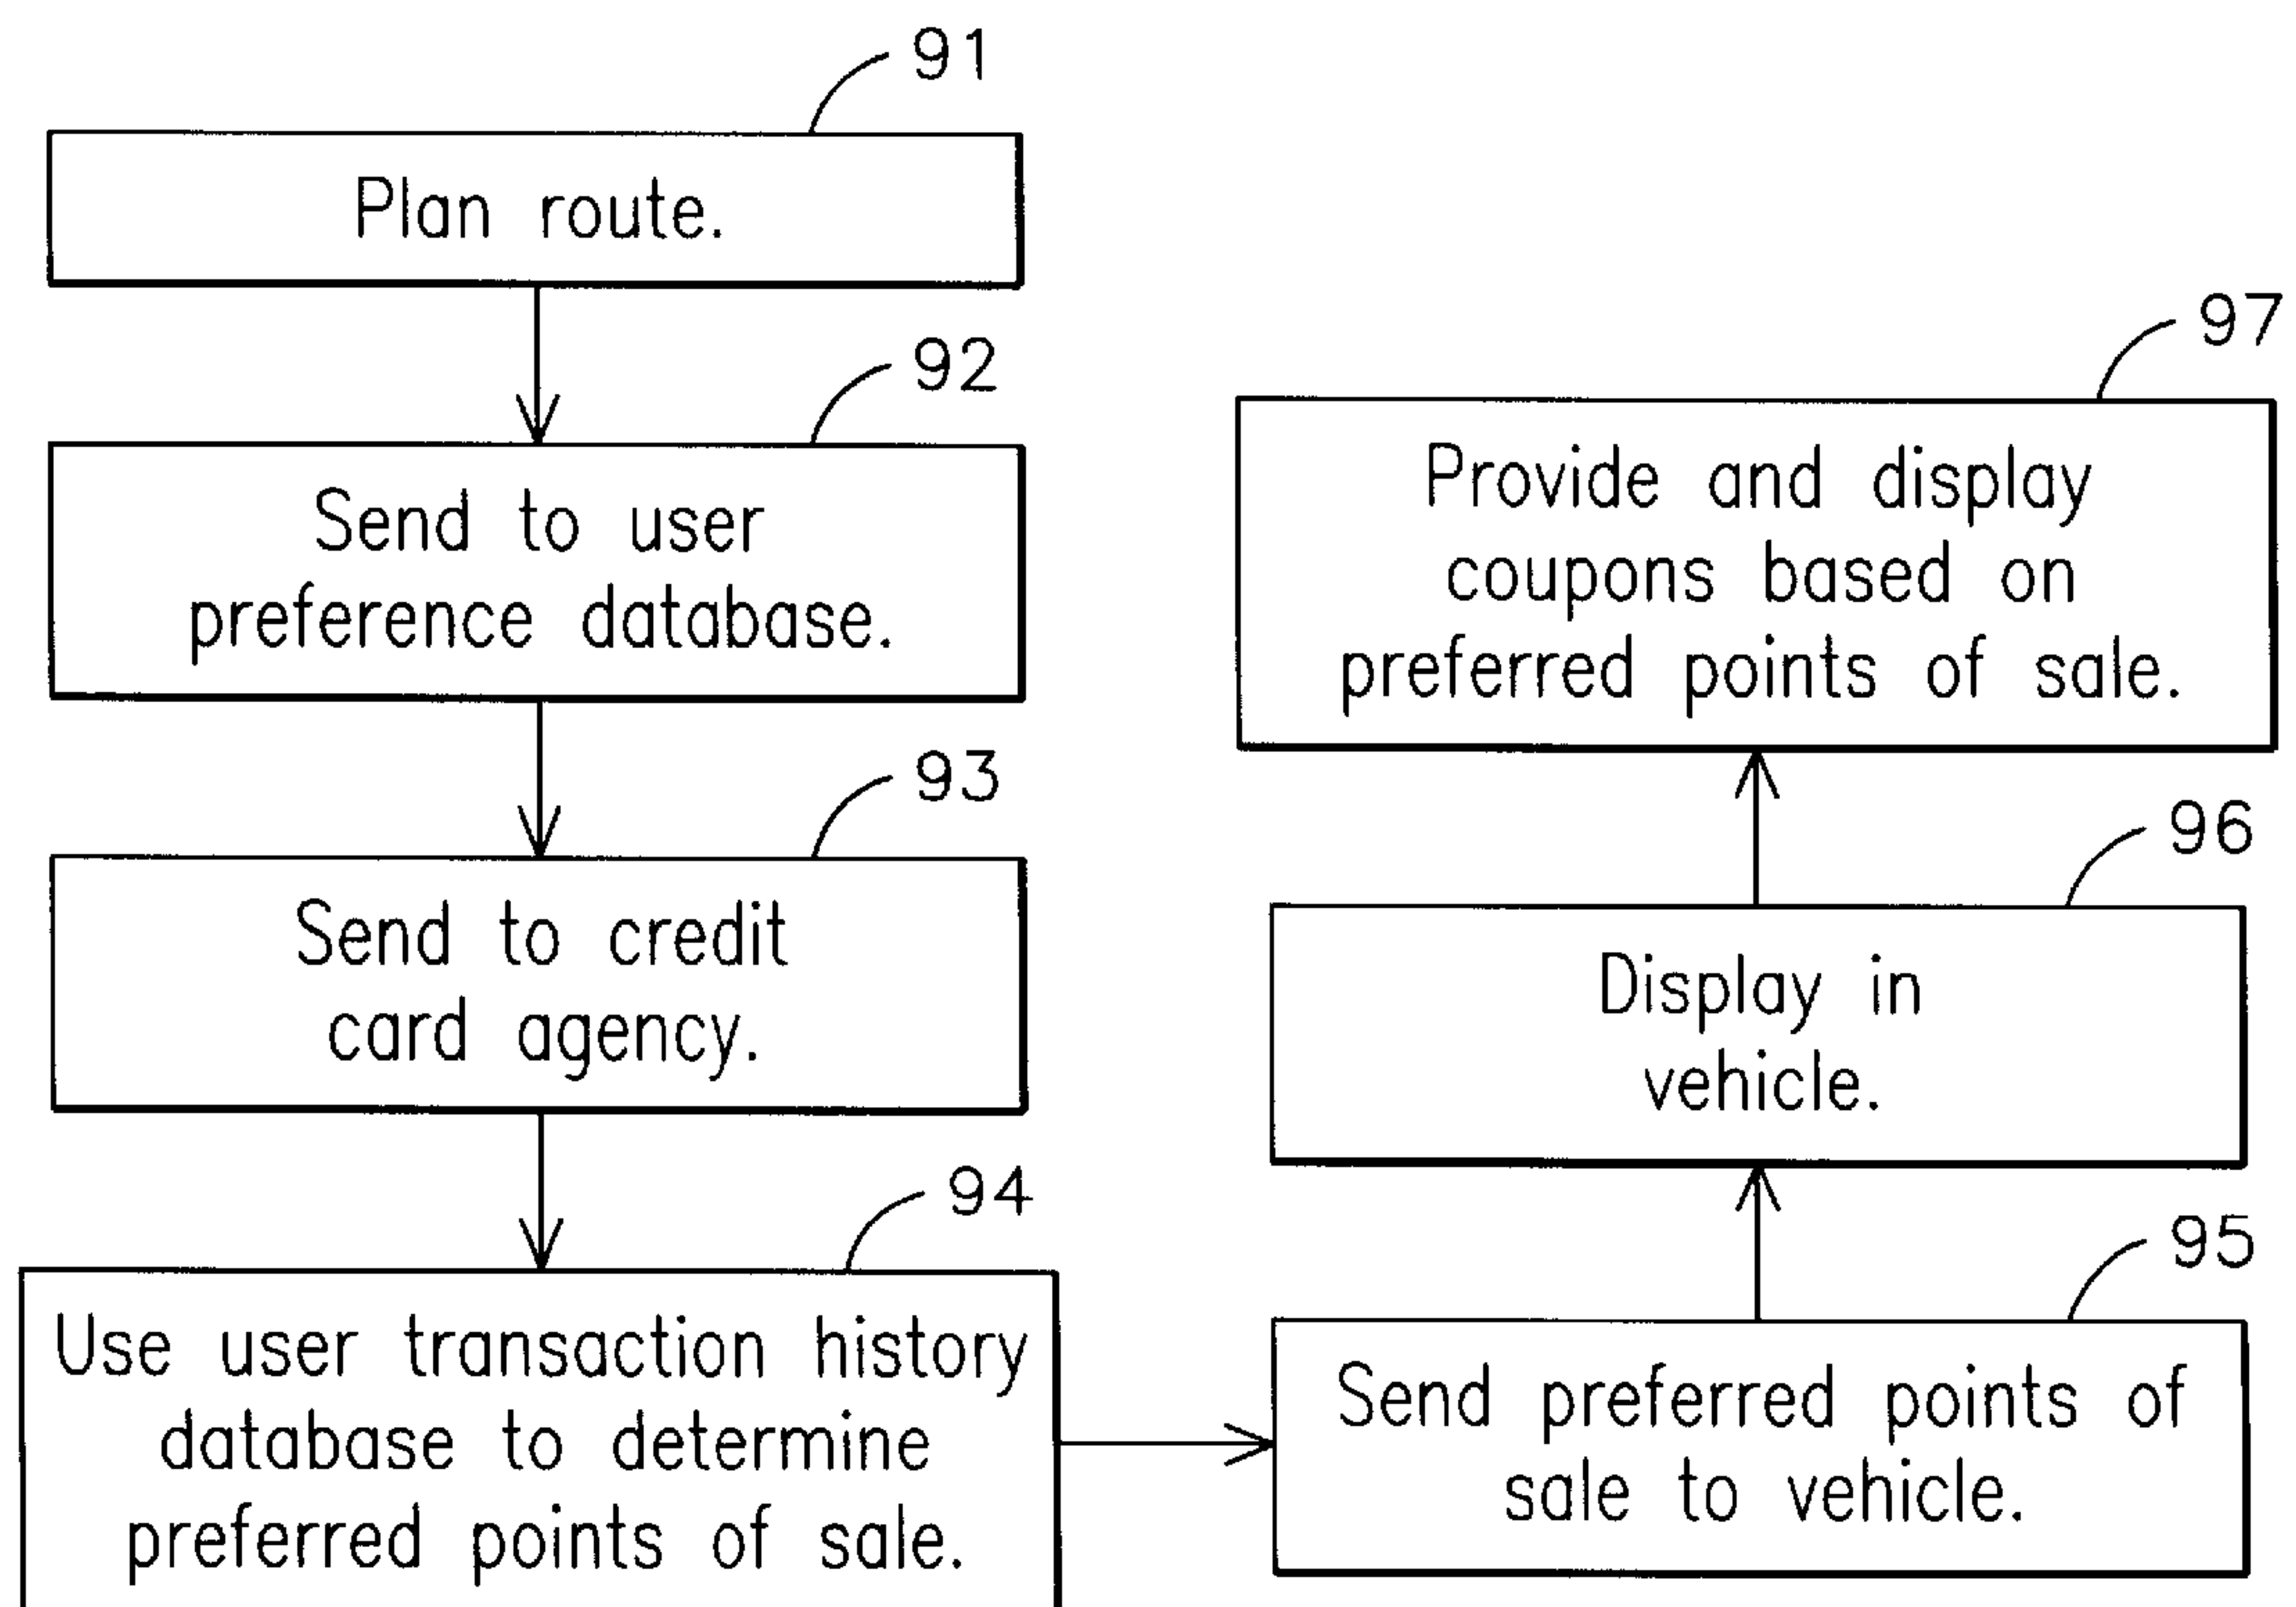 91
Plan route.
92
Send to user
preference database.
93
Send to credit
card agency.
94
Use user transaction history
database to determine
preferred points of sale.
95
Send preferred points of
sale to vehicle.
96
Display in
vehicle.
97
Provide and display
coupons based on
preferred points of sale.